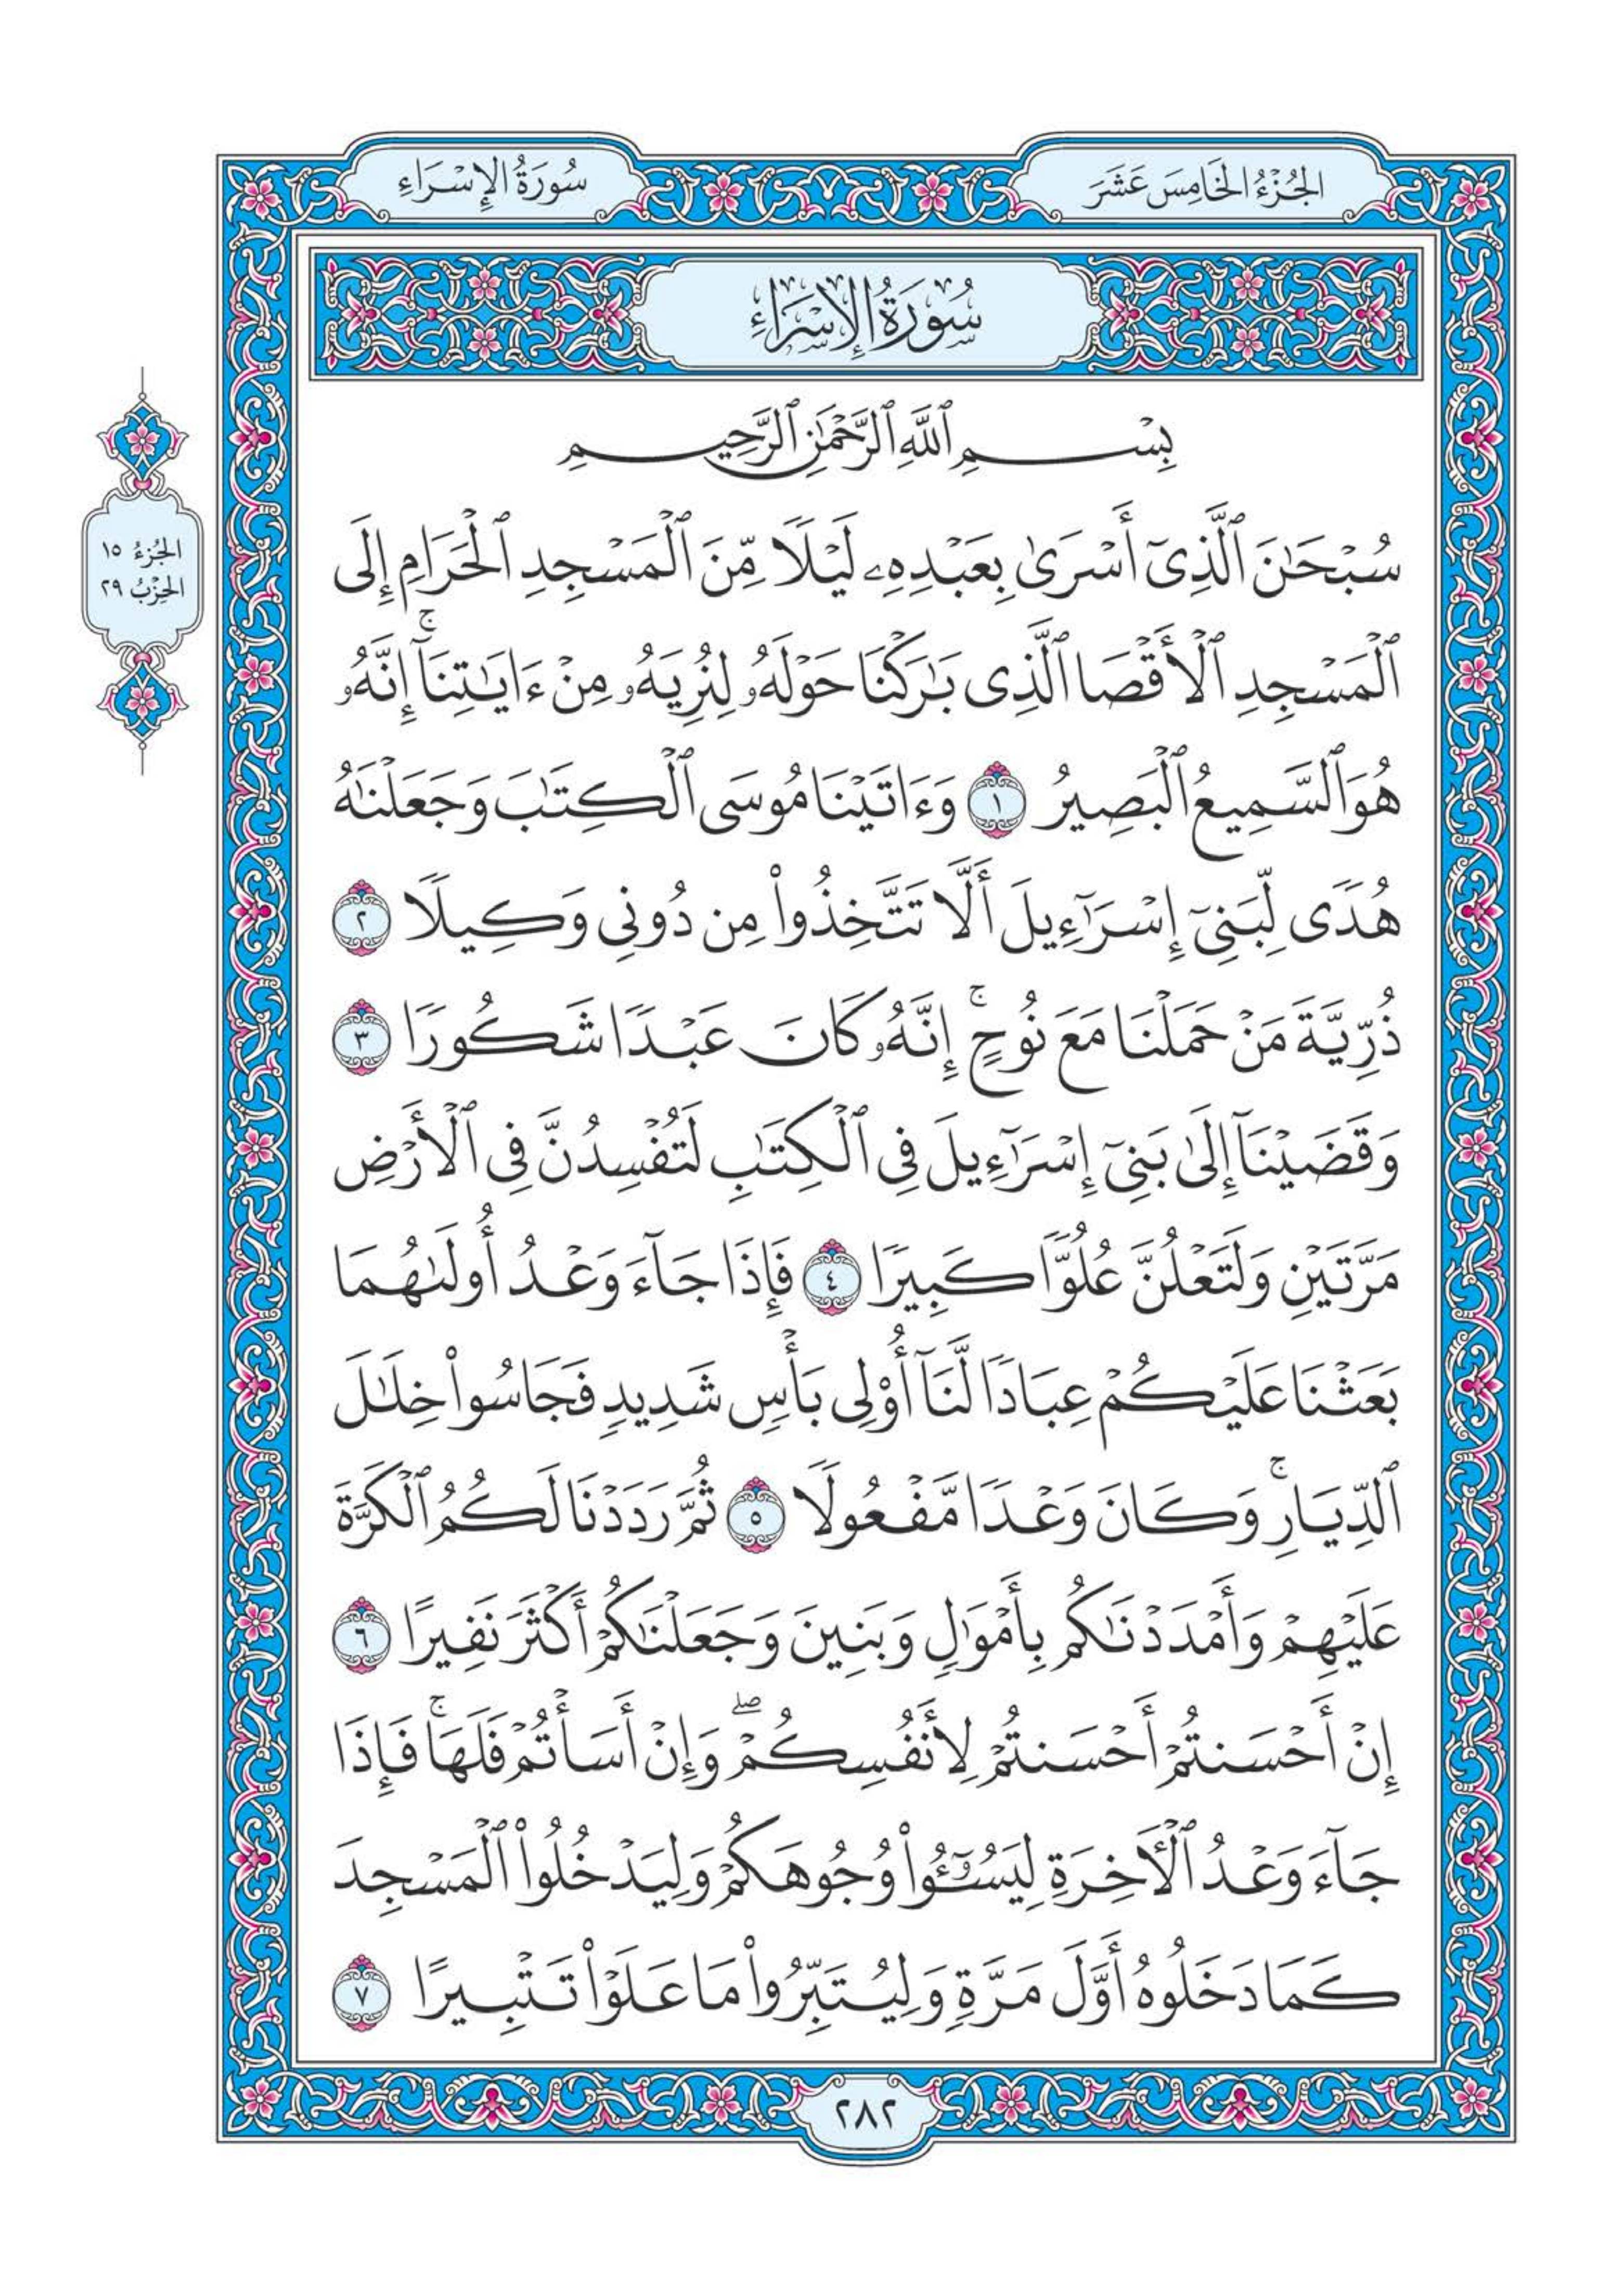 الجُزْءُ الخَامِسَ عَشَرَ
سُورَةُ الإِسْرَاءِ
سُورَةُ الإِسْرَاءِ
بِسْمِ ٱللَّهِ ٱلرَّحْمَٰنِ ٱلرَّحِيمِ
سُبْحَٰنَ ٱلَّذِىٓ أَسْرَىٰ بِعَبْدِهِۦ لَيْلًا مِّنَ ٱلْمَسْجِدِ ٱلْحَرَامِ إِلَى
ٱلْمَسْجِدِ ٱلْأَقْصَا ٱلَّذِى بَٰرَكْنَا حَوْلَهُۥ لِنُرِيَهُۥ مِنْ ءَايَٰتِنَآ ۚ إِنَّهُۥ
هُوَ ٱلسَّمِيعُ ٱلْبَصِيرُ ١ وَءَاتَيْنَا مُوسَى ٱلْكِتَٰبَ وَجَعَلْنَٰهُ
هُدًى لِّبَنِىٓ إِسْرَٰٓءِيلَ أَلَّا تَتَّخِذُوا۟ مِن دُونِى وَكِيلًا ٢
ذُرِّيَّةَ مَنْ حَمَلْنَا مَعَ نُوحٍ ۚ إِنَّهُۥ كَانَ عَبْدًا شَكُورًا ٣
وَقَضَيْنَآ إِلَىٰ بَنِىٓ إِسْرَٰٓءِيلَ فِى ٱلْكِتَٰبِ لَتُفْسِدُنَّ فِى ٱلْأَرْضِ
مَرَّتَيْنِ وَلَتَعْلُنَّ عُلُوًّا كَبِيرًا ٤ فَإِذَا جَآءَ وَعْدُ أُولَىٰهُمَا
بَعَثْنَا عَلَيْكُمْ عِبَادًا لَّنَآ أُو۟لِى بَأْسٍ شَدِيدٍ فَجَاسُوا۟ خِلَٰلَ
ٱلدِّيَارِ ۚ وَكَانَ وَعْدًا مَّفْعُولًا ٥ ثُمَّ رَدَدْنَا لَكُمُ ٱلْكَرَّةَ
عَلَيْهِمْ وَأَمْدَدْنَٰكُم بِأَمْوَٰلٍ وَبَنِينَ وَجَعَلْنَٰكُمْ أَكْثَرَ نَفِيرًا ٦
إِنْ أَحْسَنتُمْ أَحْسَنتُمْ لِأَنفُسِكُمْ ۖ وَإِنْ أَسَأْتُمْ فَلَهَا ۚ فَإِذَا
جَآءَ وَعْدُ ٱلْءَاخِرَةِ لِيَسُۥٓـُٔوا۟ وُجُوهَكُمْ وَلِيَدْخُلُوا۟ ٱلْمَسْجِدَ
كَمَا دَخَلُوهُ أَوَّلَ مَرَّةٍ وَلِيُتَبِّرُوا۟ مَا عَلَوْا۟ تَتْبِيرًا ٧
الجُزءُ ١٥
الحِزْبُ ٢٩
٢٨٢